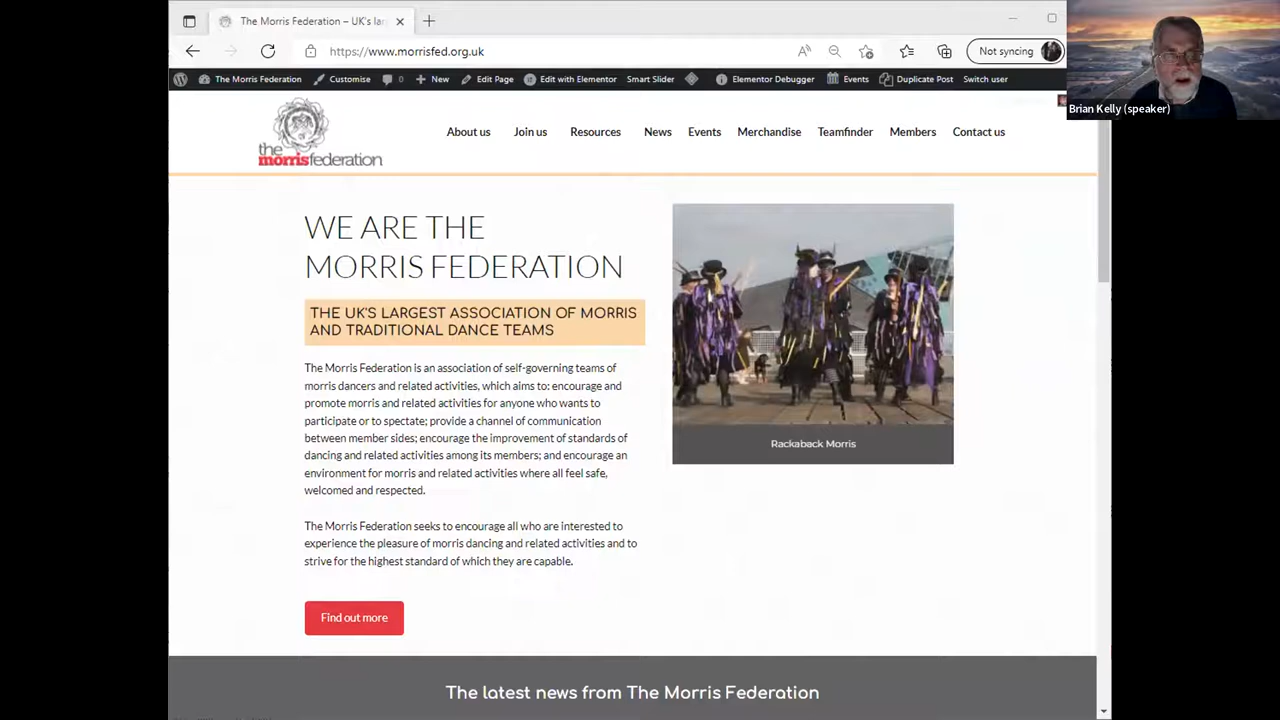 The Morris Federation – UK's lar
https://www.morrisfed.org.uk
Not syncing
The Morris Federation Customise 0 New Edit Page Edit with Elementor Smart Slider Elementor Debugger Events Duplicate Post Switch user
Brian Kelly (speaker)
the
morrisfederation
About us Join us Resources News Events Merchandise Teamfinder Members Contact us
WE ARE THE
MORRIS FEDERATION
THE UK'S LARGEST ASSOCIATION OF MORRIS
AND TRADITIONAL DANCE TEAMS
The Morris Federation is an association of self-governing teams of
morris dancers and related activities, which aims to: encourage and
promote morris and related activities for anyone who wants to
participate or to spectate; provide a channel of communication
between member sides; encourage the improvement of standards of
dancing and related activities among its members; and encourage an
environment for morris and related activities where all feel safe,
welcomed and respected.
The Morris Federation seeks to encourage all who are interested to
experience the pleasure of morris dancing and related activities and to
strive for the highest standard of which they are capable.
Find out more
Rackaback Morris
The latest news from The Morris Federation